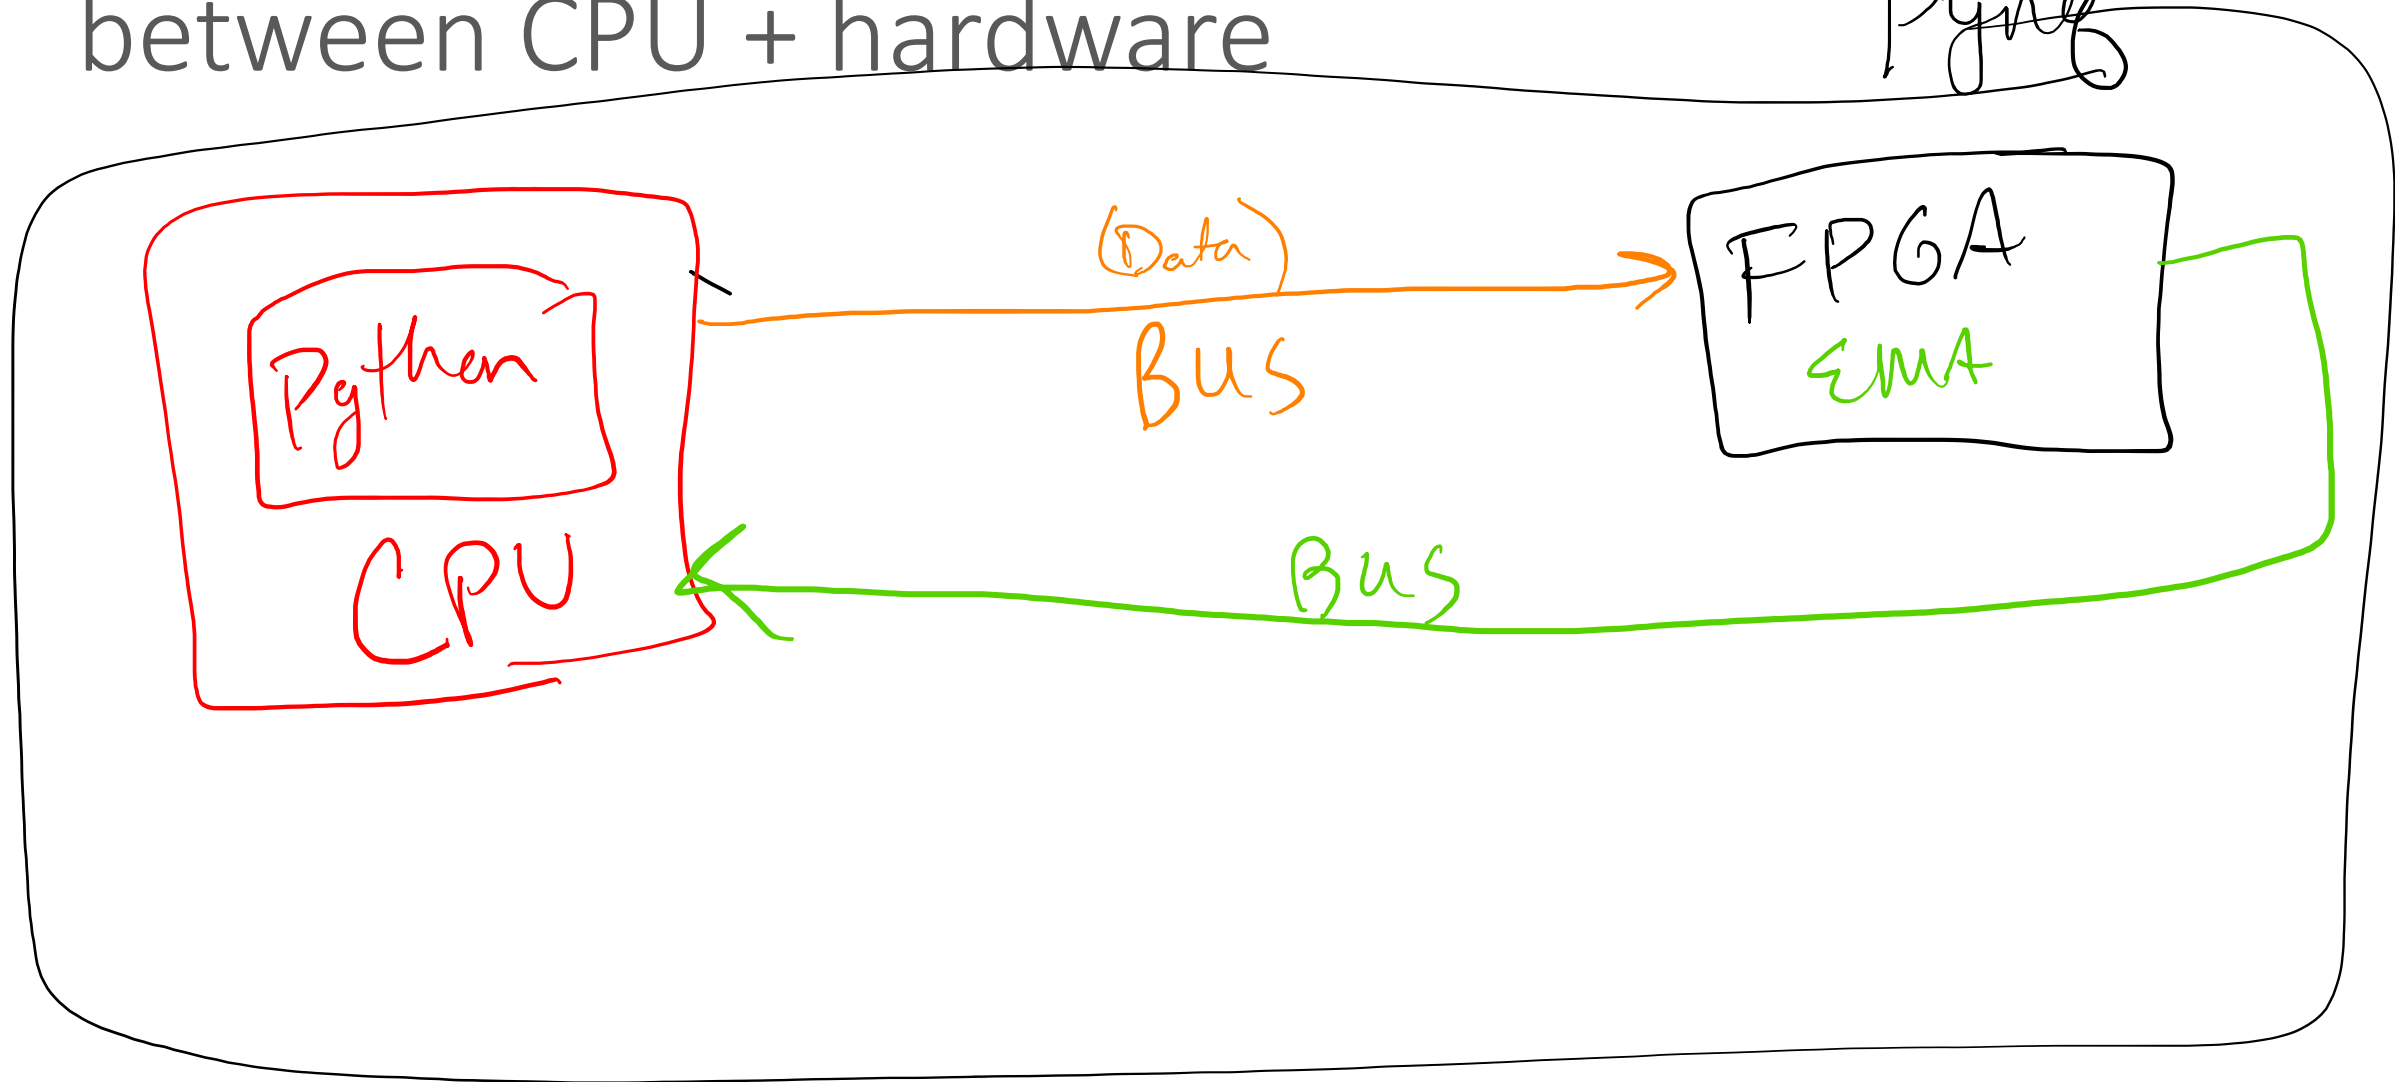 between CPU + hardware
Pynq
(Data)
FPGA
Python
BUS
EMA
CPU
Bus